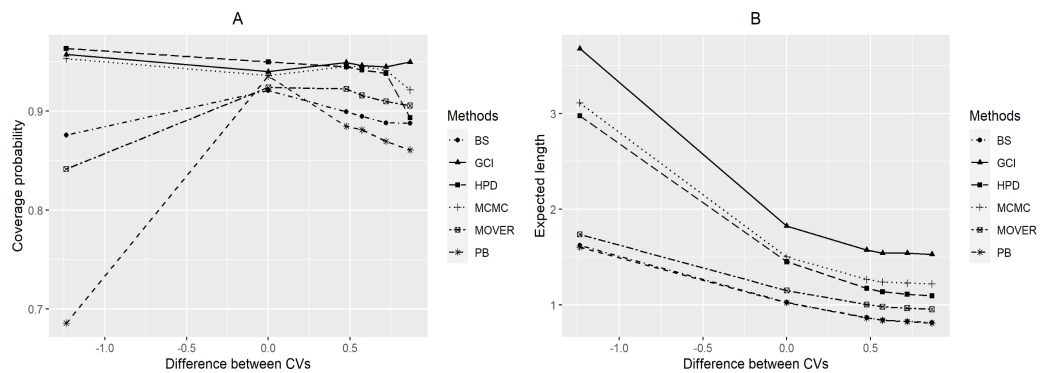 A
Coverage probability
0.9
0.8
0.7
-1.0
-0.5
0.0
0.5
Difference between CVs
Methods
BS
GCI
HPD
MCMC
MOVER
PB
B
Expected length
3
2
1
-1.0
-0.5
0.0
0.5
Difference between CVs
Methods
BS
GCI
HPD
MCMC
MOVER
PB